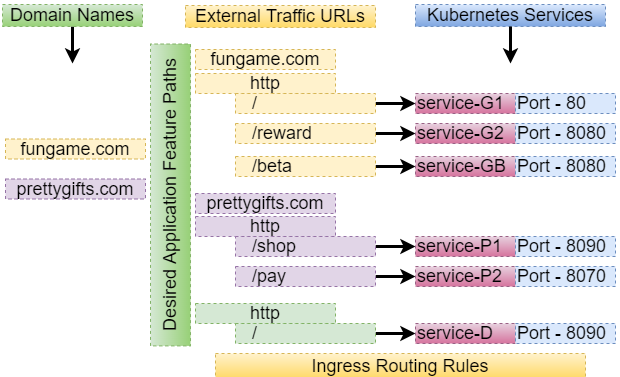 Domain Names
External Traffic URLs
Kubernetes Services
Desired Application Feature Paths
fungame.com
prettygifts.com
fungame.com
http
/
service-G1 Port - 80
/reward
service-G2 Port - 8080
/beta
service-GB Port - 8080
prettygifts.com
http
/shop
service-P1 Port - 8090
/pay
service-P2 Port - 8070
http
/
service-D Port - 8090
Ingress Routing Rules